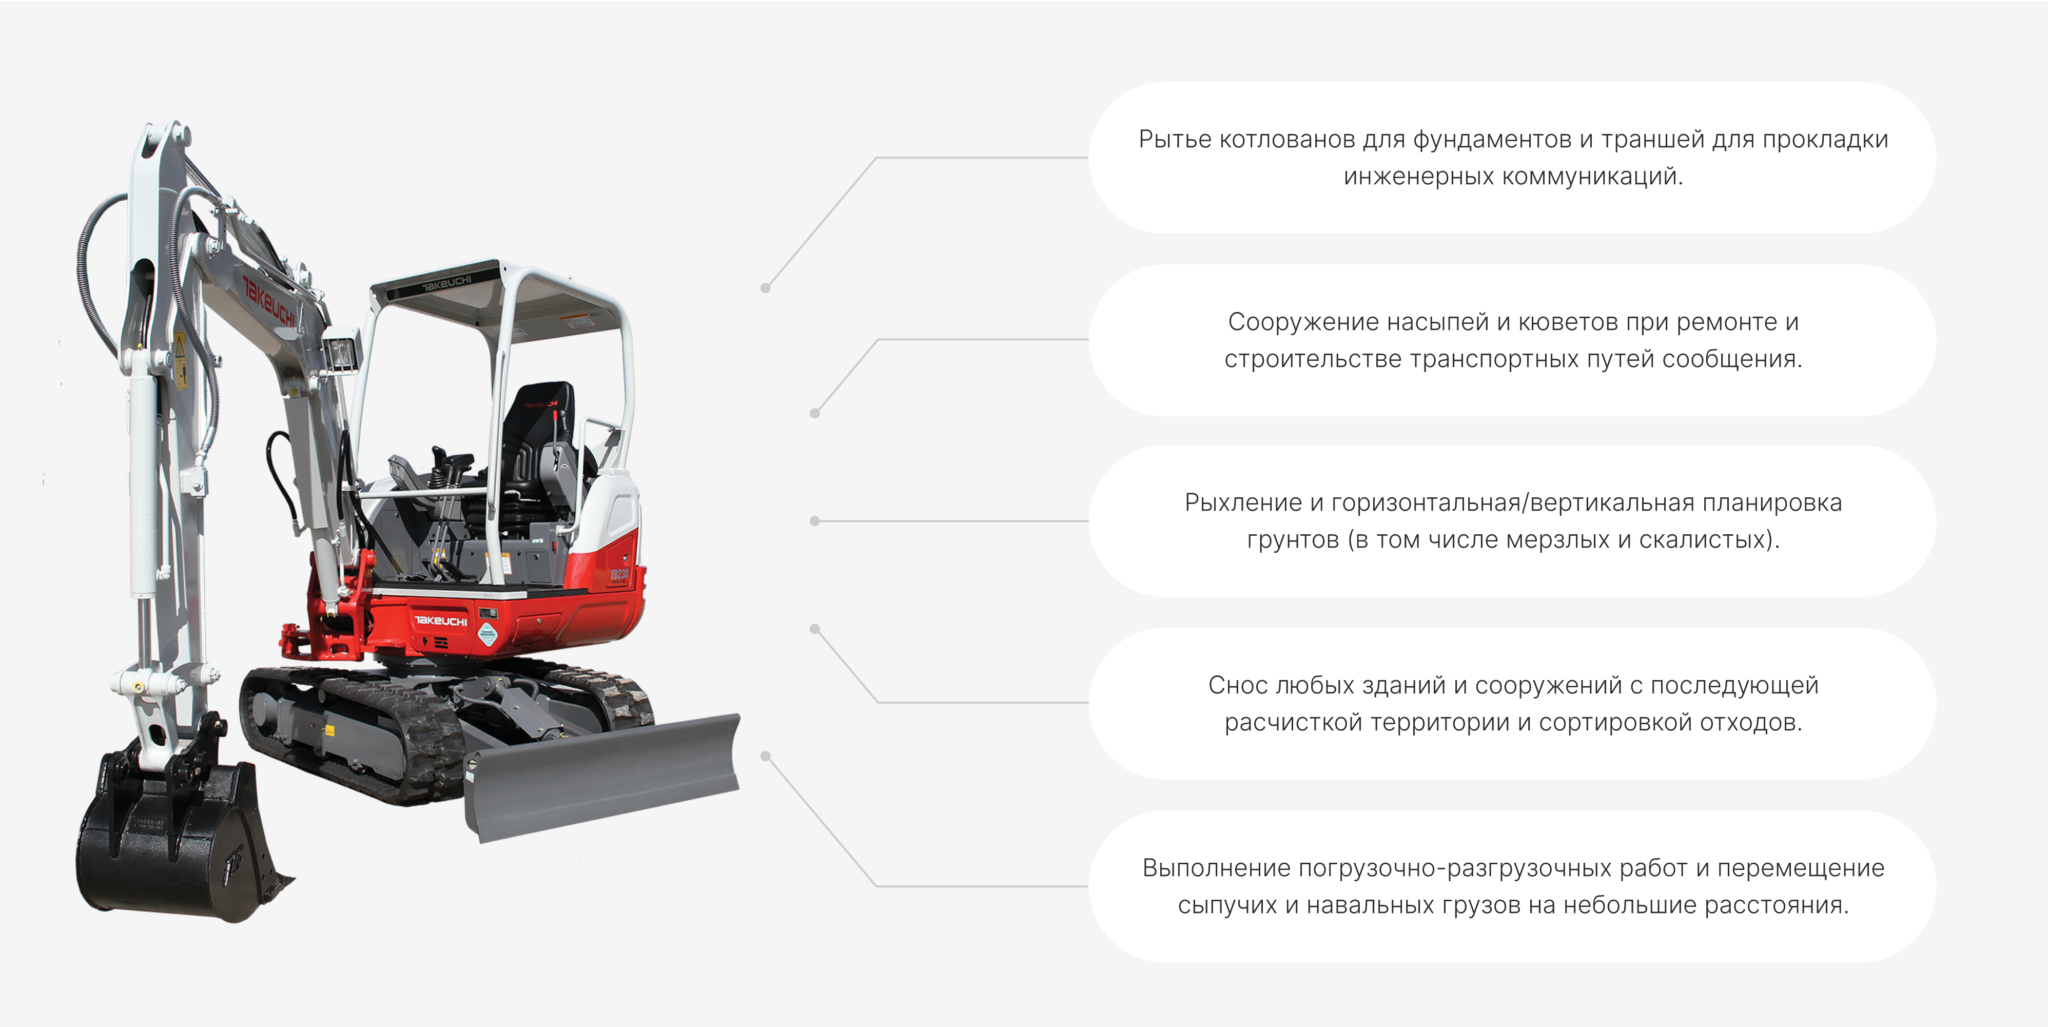 TAKEUCHI
TAKEUCHI
TAKEUCHI
TB230
TAKEUCHI
Рытье котлованов для фундаментов и траншей для прокладки
инженерных коммуникаций.
Сооружение насыпей и кюветов при ремонте и
строительстве транспортных путей сообщения.
Рыхление и горизонтальная/вертикальная планировка
грунтов (в том числе мерзлых и скалистых).
Снос любых зданий и сооружений с последующей
расчисткой территории и сортировкой отходов.
Выполнение погрузочно-разгрузочных работ и перемещение
сыпучих и навальных грузов на небольшие расстояния.